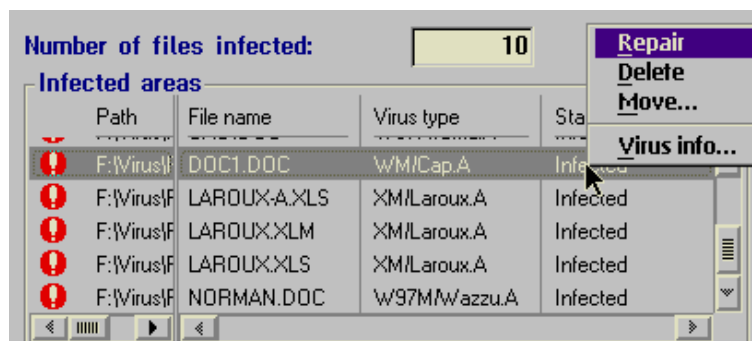 Number of files infected: 10
Infected areas
Path File name Virus type Sta
F:\Virus\ DOC1.DOC WM/Cap.A Infected
F:\Virus\F LAROUX-A.XLS XM/Laroux.A Infected
F:\Virus\F LAROUX.XLM XM/Laroux.A Infected
F:\Virus\F LAROUX.XLS XM/Laroux.A Infected
F:\Virus\F NORMAN.DOC W97M/Wazzu.A Infected
Repair
Delete
Move...
Virus info...